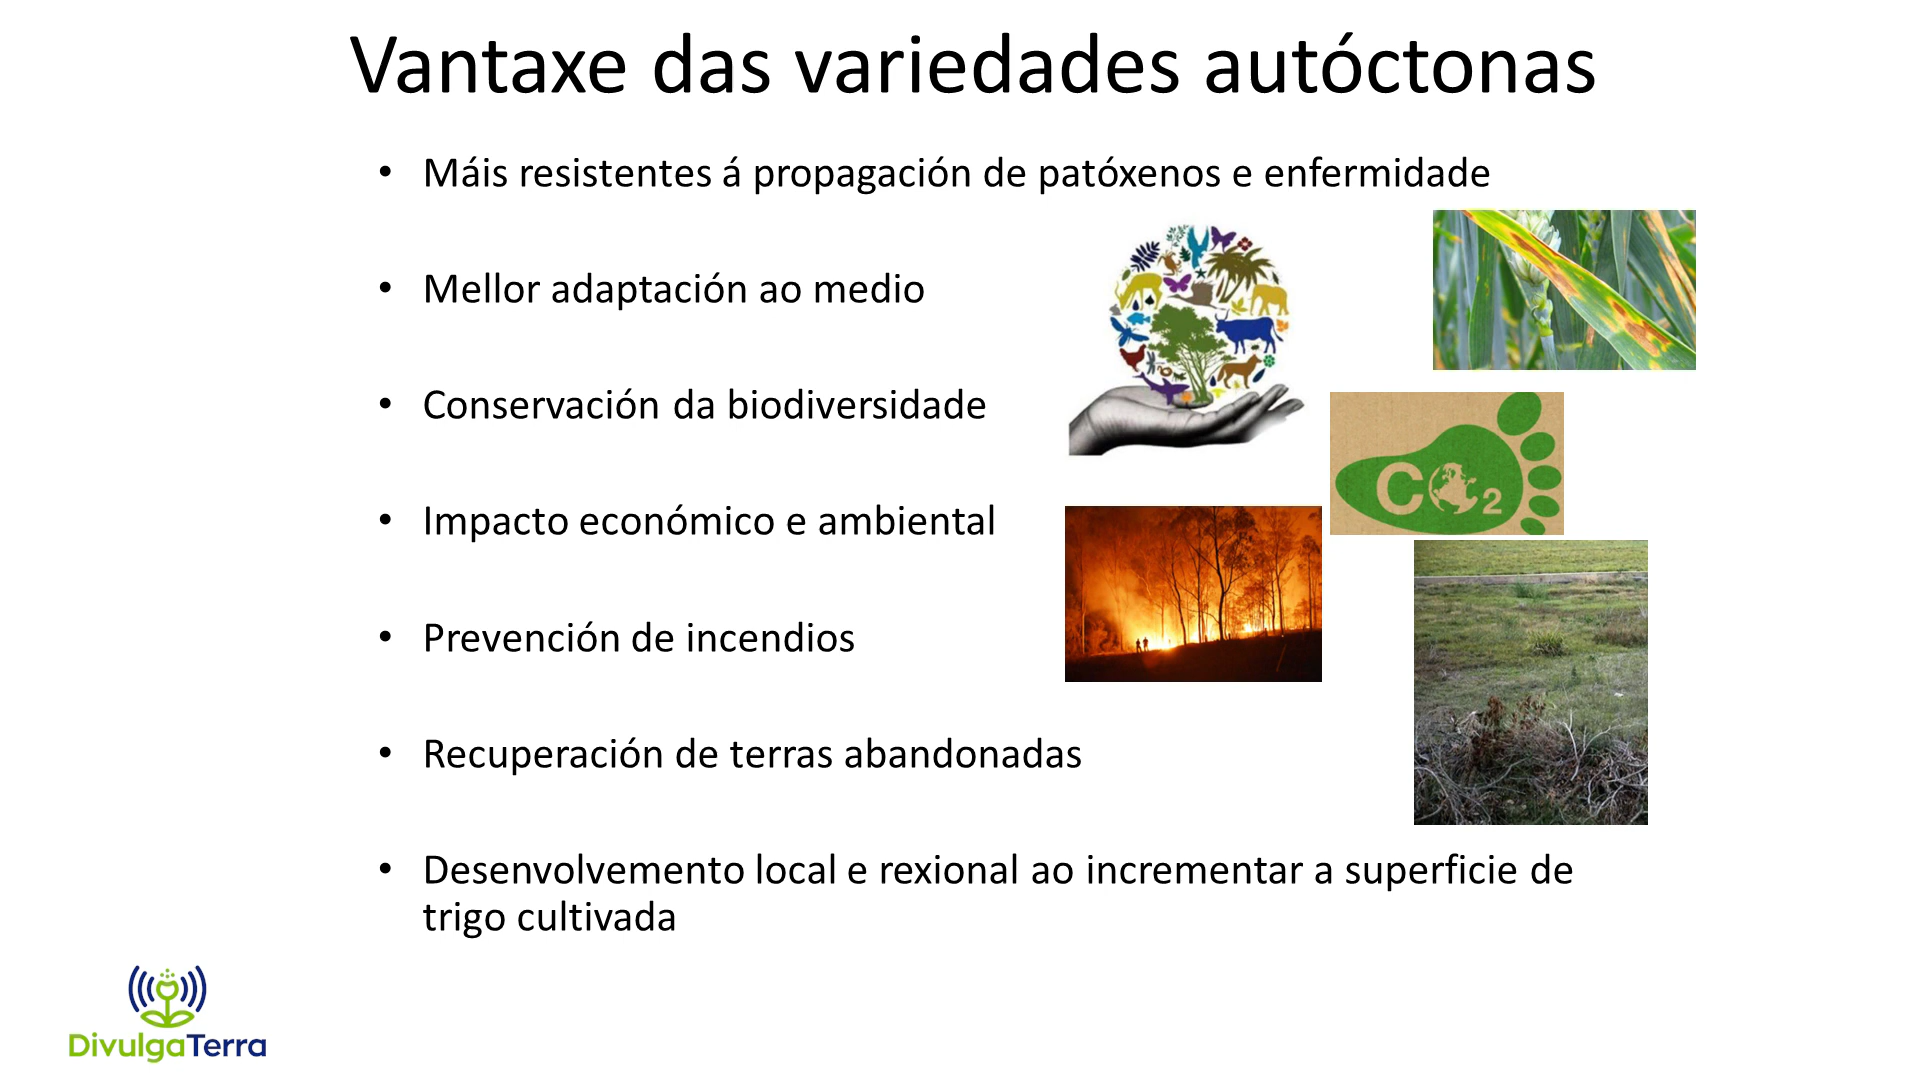 Vantaxe das variedades autóctonas
• Máis resistentes á propagación de patóxenos e enfermidade
• Mellor adaptación ao medio
• Conservación da biodiversidade
CO2
• Impacto económico e ambiental
• Prevención de incendios
• Recuperación de terras abandonadas
• Desenvolvemento local e rexional ao incrementar a superficie de
trigo cultivada
DivulgaTerra